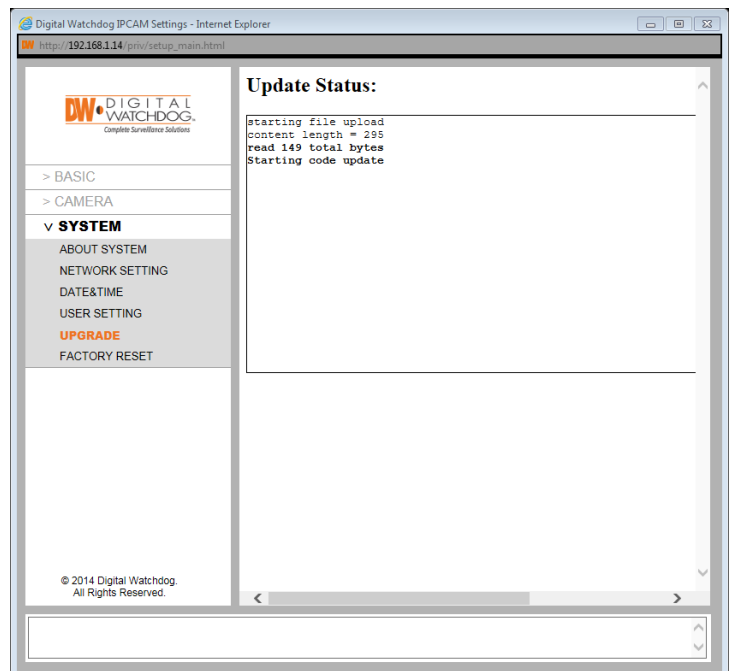 Digital Watchdog IPCAM Settings - Internet Explorer
DW http://192.168.1.14/priv/setup_main.html
DW DIGITAL
WATCHDOG.
Complete Surveillance Solutions
> BASIC
> CAMERA
v SYSTEM
ABOUT SYSTEM
NETWORK SETTING
DATE&TIME
USER SETTING
UPGRADE
FACTORY RESET
© 2014 Digital Watchdog.
All Rights Reserved.
Update Status:
starting file upload
content length = 295
read 149 total bytes
Starting code update